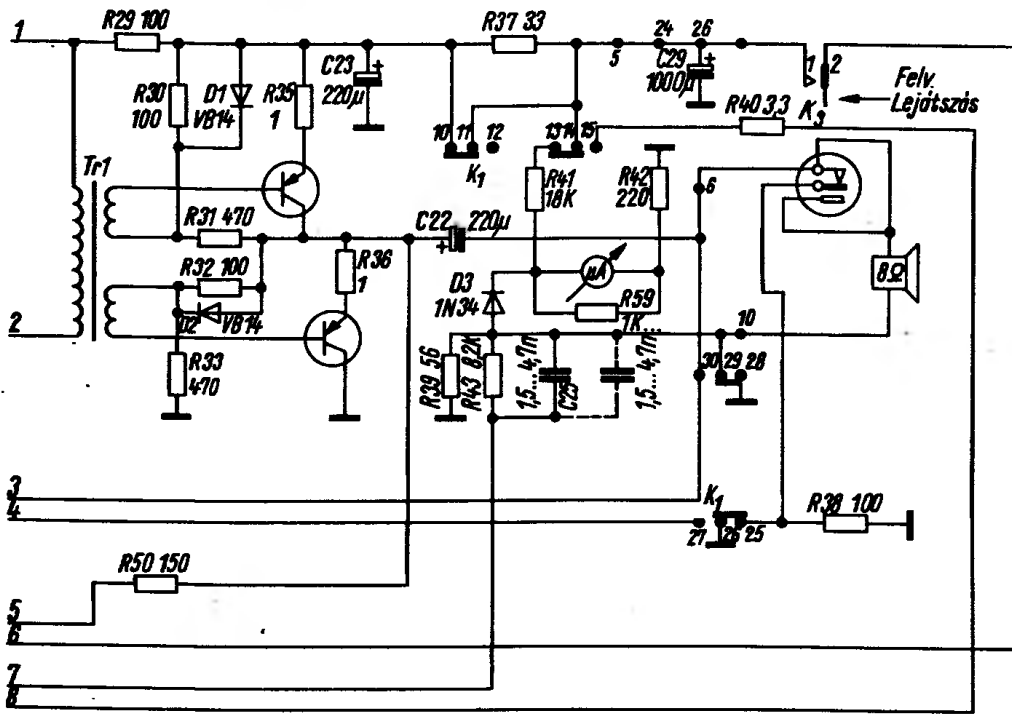 1
R29 100
R37 33
24
26
5
C23
220µ
+
C29
1000µ
+
1
2
K3
Felv.
Lejátszás
R30
100
D1
VB14
R35
1
10
11
12
K1
13
14
15
R40 3,3
Tr1
R41
18K
R42
220
6
R31 470
C22
220µ
+
R32 100
R36
1
µA
8Ω
D3
1N34
R59
1K...
D2
VB14
2
10
R33
470
R39 56
R43 8,2K
1,5... 4,7n
C25
1,5... 4,7n
30
29
28
3
4
K1
27
26
25
R38 100
R50 150
5
6
7
8